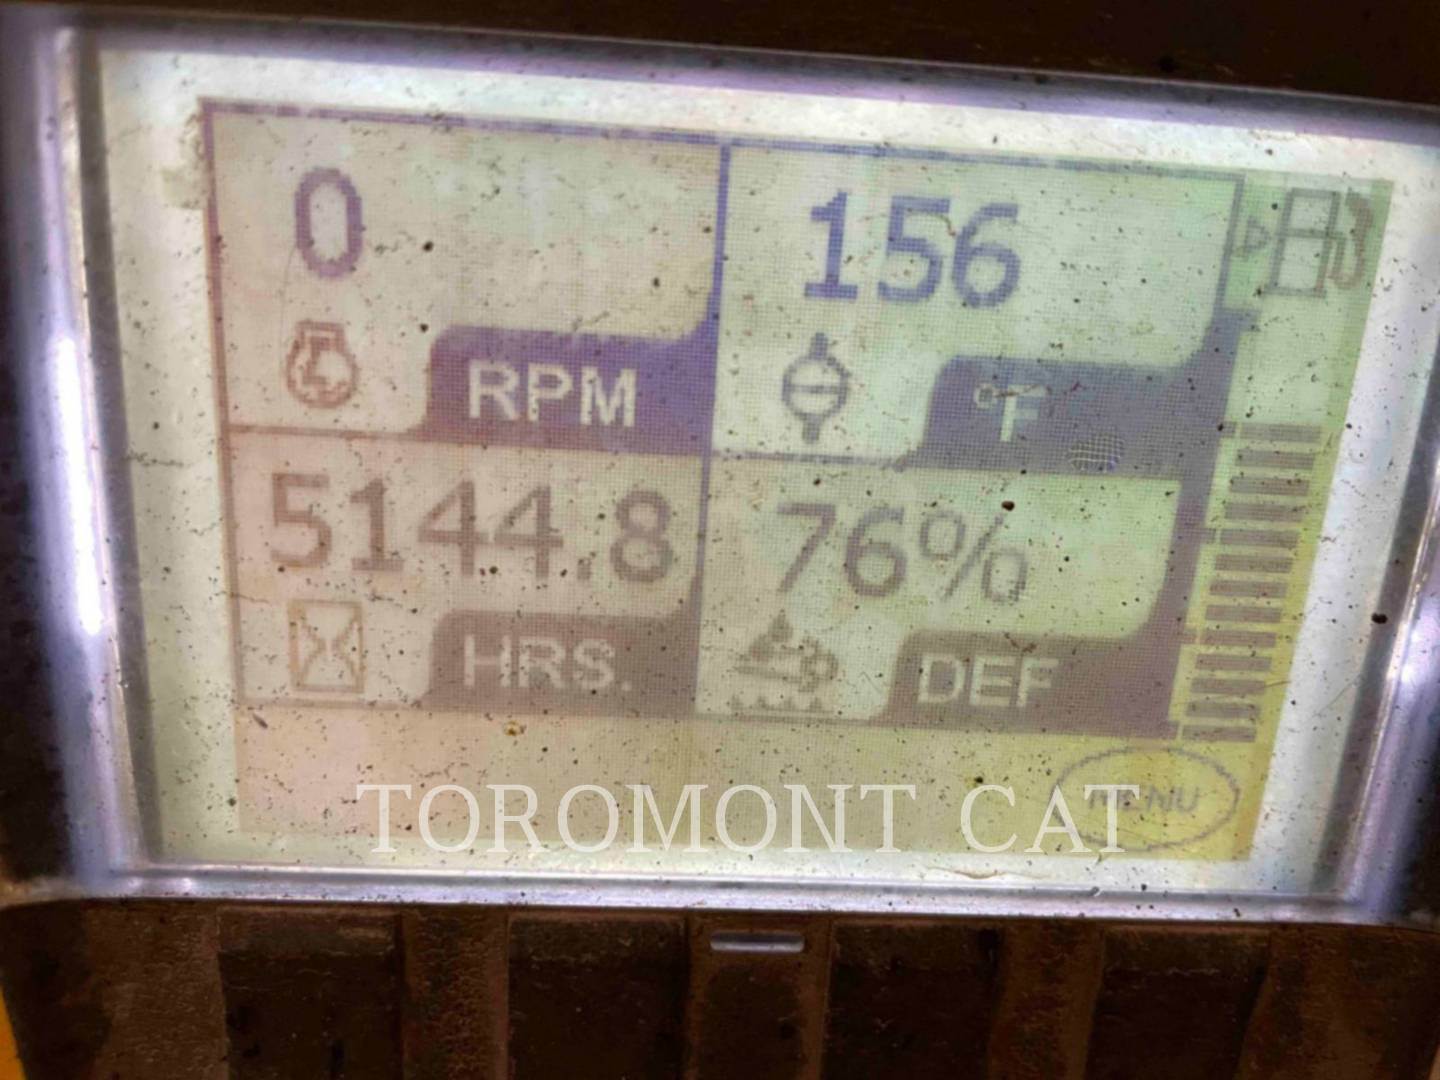 0 156
RPM °F
5144.8 76%
HRS. DEF
MENU
TOROMONT CAT